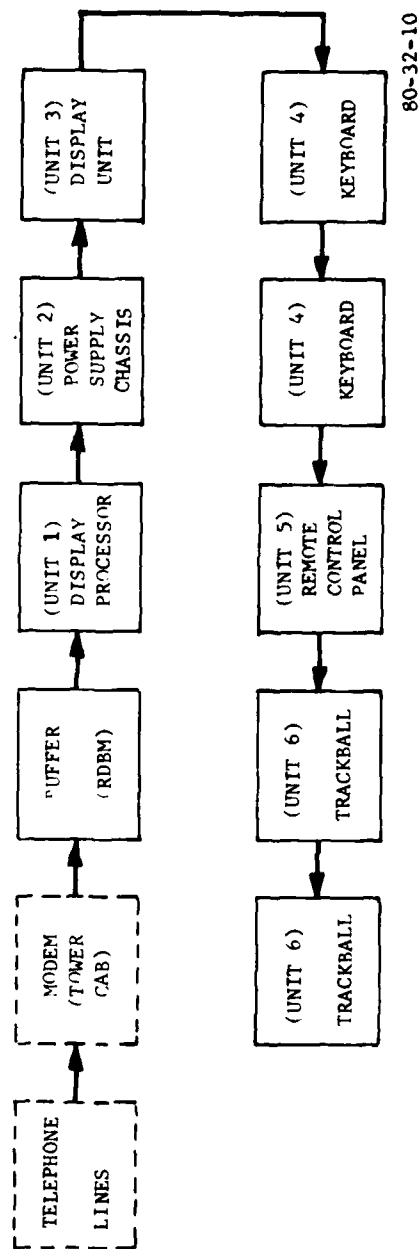 TELEPHONE
LINES
MODEM
(TOWER
CAB)
BUFFER
(RDBM)
(UNIT 1)
DISPLAY
PROCESSOR
(UNIT 2)
POWER
SUPPLY
CHASSIS
(UNIT 3)
DISPLAY
UNIT
(UNIT 4)
KEYBOARD
(UNIT 4)
KEYBOARD
(UNIT 5)
REMOTE
CONTROL
PANEL
(UNIT 6)
TRACKBALL
(UNIT 6)
TRACKBALL
80-32-10